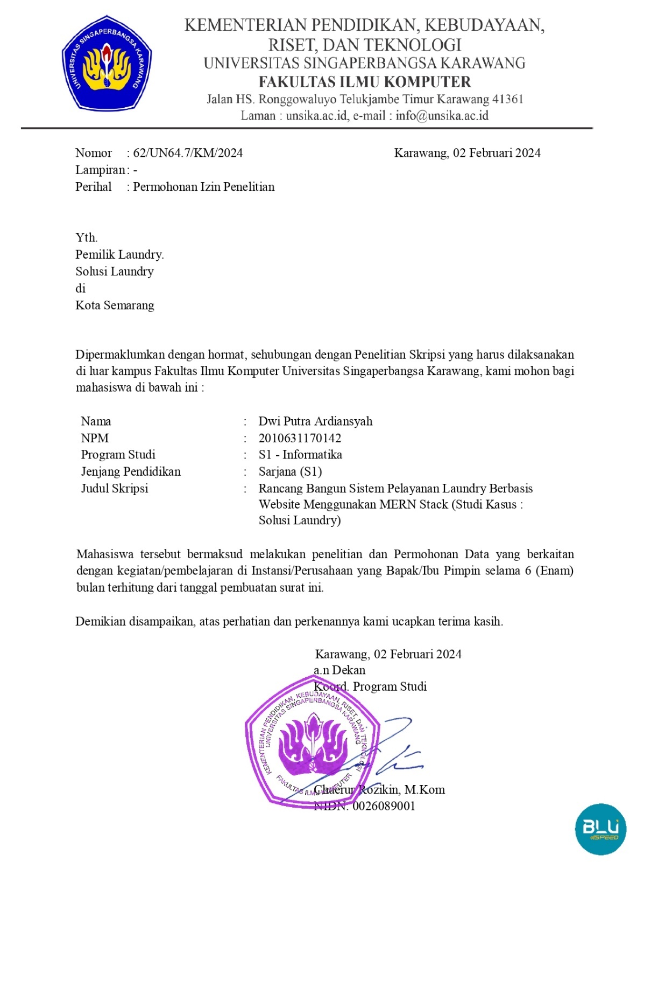 UNIVERSITAS SINGAPERBANGSA KARAWANG
KEMENTERIAN PENDIDIKAN, KEBUDAYAAN,
RISET, DAN TEKNOLOGI
UNIVERSITAS SINGAPERBANGSA KARAWANG
FAKULTAS ILMU KOMPUTER
Jalan HS. Ronggowaluyo Telukjambe Timur Karawang 41361
Laman : unsika.ac.id, e-mail : info@unsika.ac.id
Nomor : 62/UN64.7/KM/2024 Karawang, 02 Februari 2024
Lampiran : -
Perihal : Permohonan Izin Penelitian
Yth.
Pemilik Laundry.
Solusi Laundry
di
Kota Semarang
Dipermaklumkan dengan hormat, sehubungan dengan Penelitian Skripsi yang harus dilaksanakan
di luar kampus Fakultas Ilmu Komputer Universitas Singaperbangsa Karawang, kami mohon bagi
mahasiswa di bawah ini :
Nama : Dwi Putra Ardiansyah
NPM : 2010631170142
Program Studi : S1 - Informatika
Jenjang Pendidikan : Sarjana (S1)
Judul Skripsi : Rancang Bangun Sistem Pelayanan Laundry Berbasis
Website Menggunakan MERN Stack (Studi Kasus :
Solusi Laundry)
Mahasiswa tersebut bermaksud melakukan penelitian dan Permohonan Data yang berkaitan
dengan kegiatan/pembelajaran di Instansi/Perusahaan yang Bapak/Ibu Pimpin selama 6 (Enam)
bulan terhitung dari tanggal pembuatan surat ini.
Demikian disampaikan, atas perhatian dan perkenannya kami ucapkan terima kasih.
Karawang, 02 Februari 2024
a.n Dekan
Koord. Program Studi
KEMENTERIAN PENDIDIKAN, KEBUDAYAAN, RISET, DAN TEKNOLOGI
UNIVERSITAS SINGAPERBANGSA KARAWANG
FAKULTAS ILMU KOMPUTER
Chaerur Rozikin, M.Kom
NIDN. 0026089001
BLU
SPEED